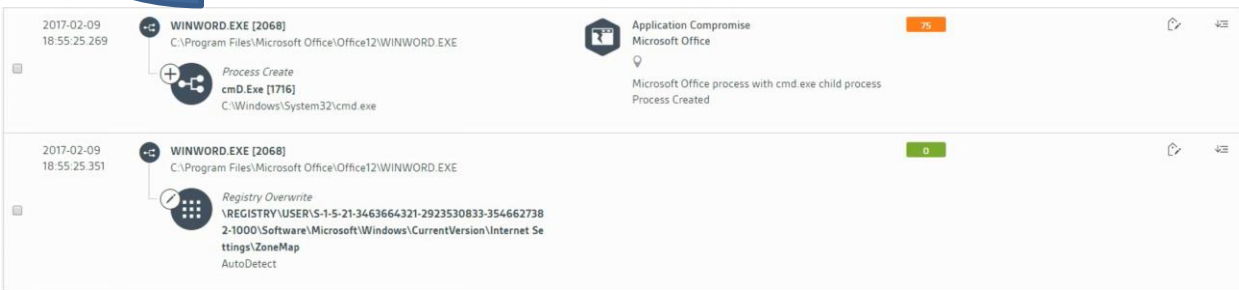 2017-02-09
18:55:25.269
WINWORD.EXE [2068]
C:\Program Files\Microsoft Office\Office12\WINWORD.EXE
Process Create
cmD.Exe [1716]
C:\Windows\System32\cmd.exe
Application Compromise
Microsoft Office
Microsoft Office process with cmd.exe child process
Process Created
75
2017-02-09
18:55:25.351
WINWORD.EXE [2068]
C:\Program Files\Microsoft Office\Office12\WINWORD.EXE
Registry Overwrite
\REGISTRY\USER\S-1-5-21-3463664321-2923530833-354662738
2-1000\Software\Microsoft\Windows\CurrentVersion\Internet Se
ttings\ZoneMap
AutoDetect
0